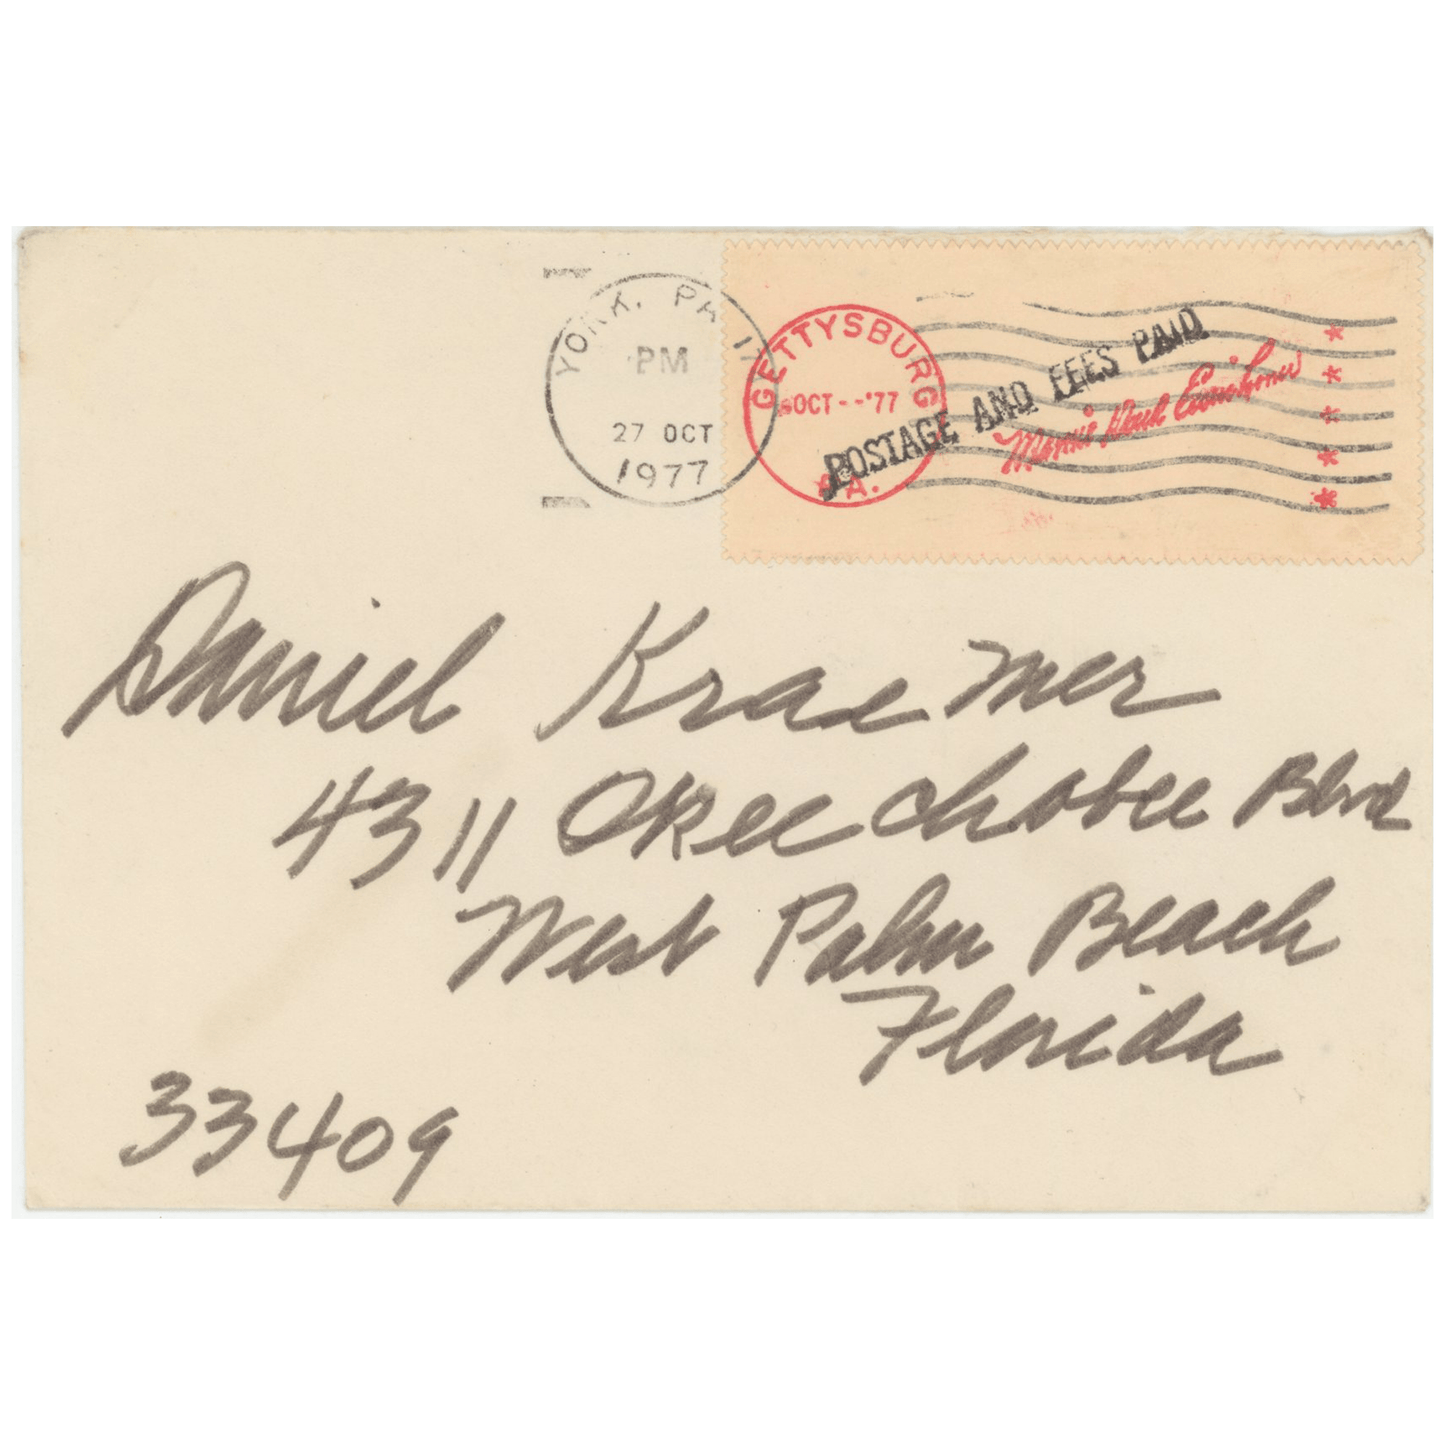 YORK, PA
PM
27 OCT
1977
GETTYSBURG
OCT--'77
PA.
POSTAGE AND FEES PAID
Mamie Doud Eisenhower
Daniel Kraemer
4311 Okeechobee Blvd
West Palm Beach
Florida
33409